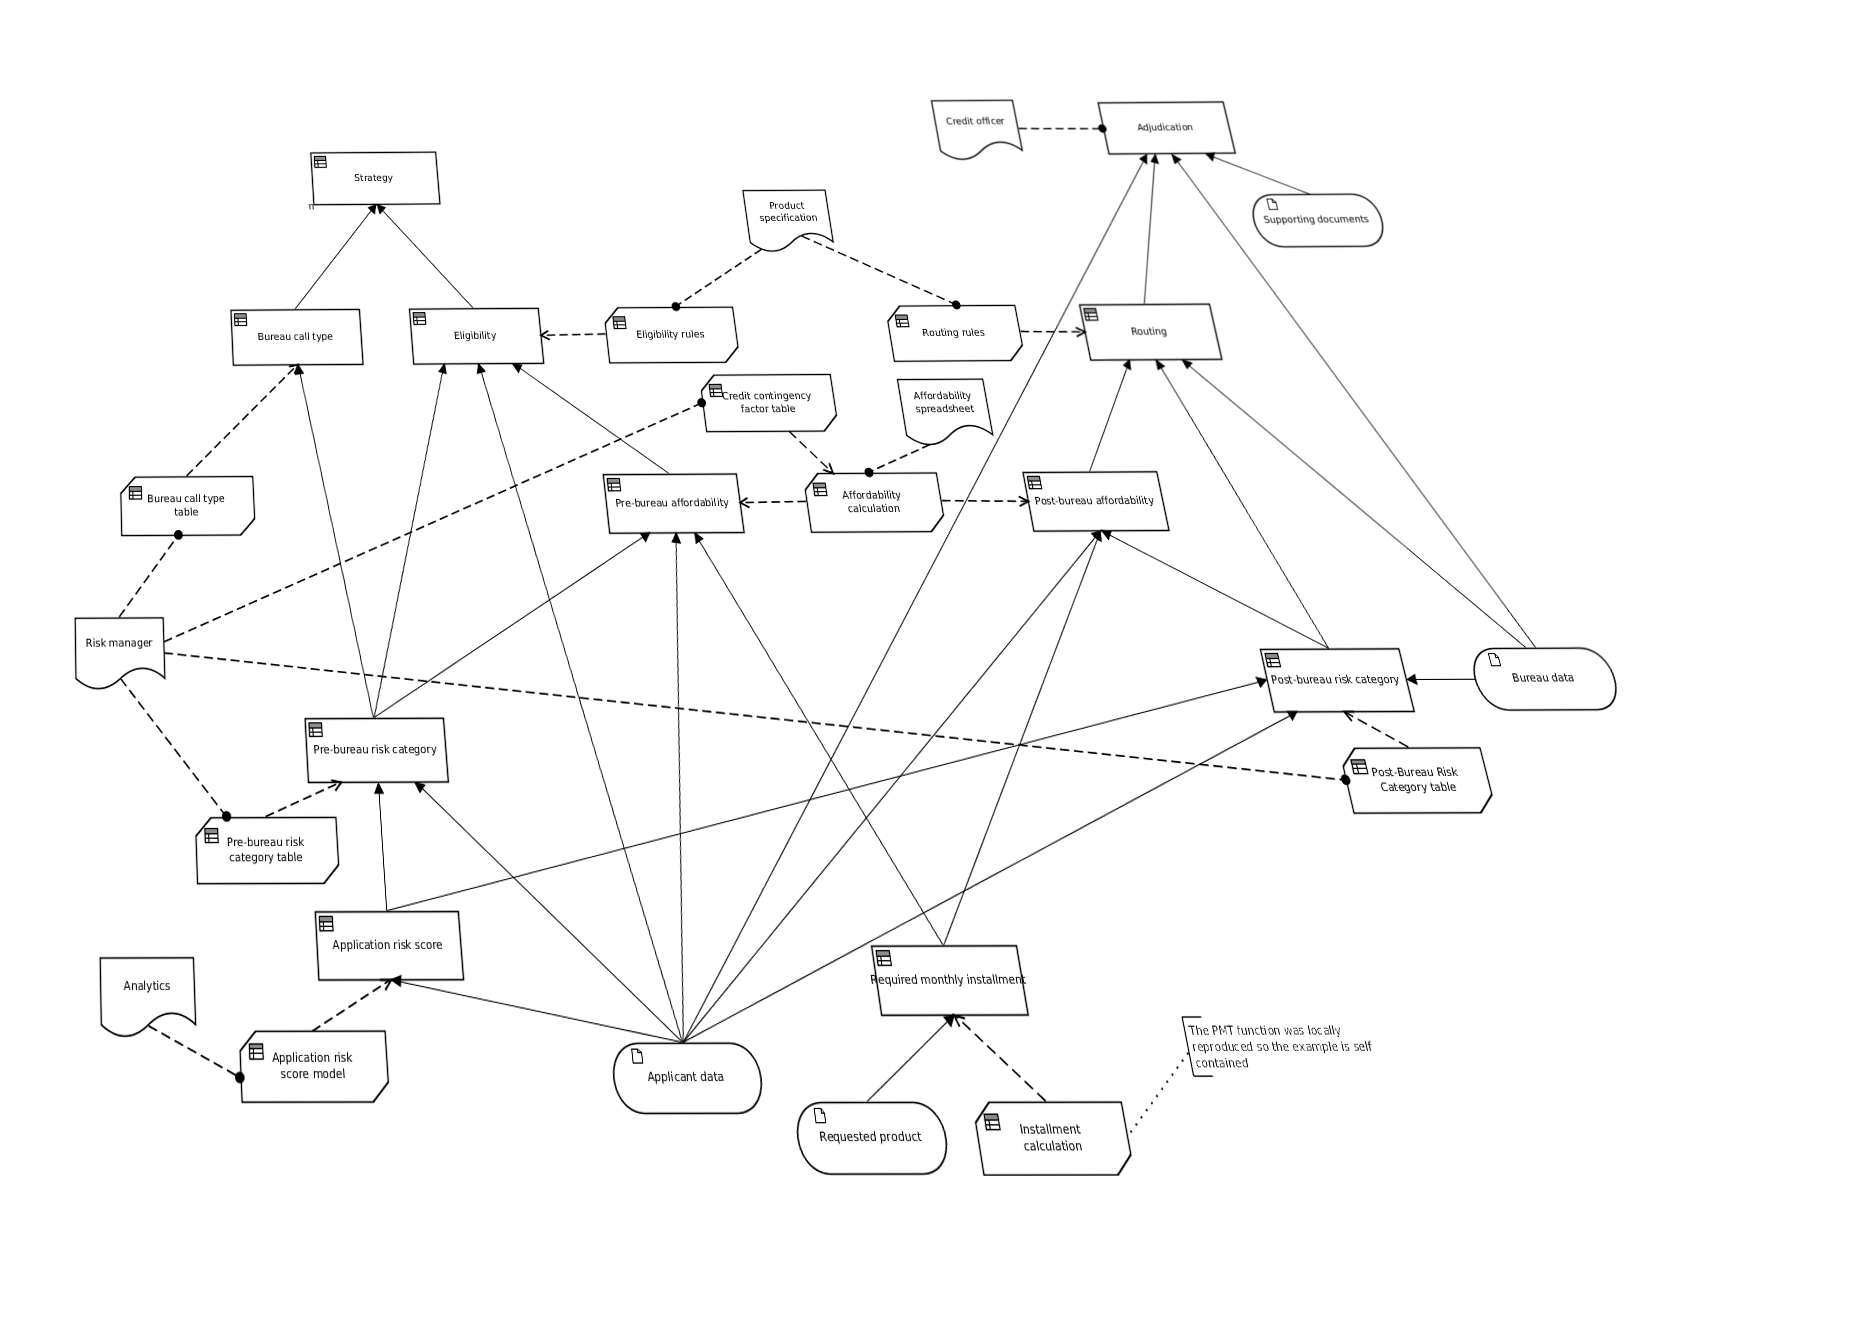 Credit officer
Adjudication
Strategy
Product
specification
Supporting documents
Bureau call type
Eligibility
Eligibility rules
Routing rules
Routing
Credit contingency
factor table
Affordability
spreadsheet
Bureau call type
table
Pre-bureau affordability
Affordability
calculation
Post-bureau affordability
Risk manager
Post-bureau risk category
Bureau data
Pre-bureau risk category
Post-Bureau Risk
Category table
Pre-bureau risk
category table
Application risk score
Required monthly installment
Analytics
Application risk
score model
Applicant data
The PMT function was locally
reproduced so the example is self
contained
Requested product
Installment
calculation